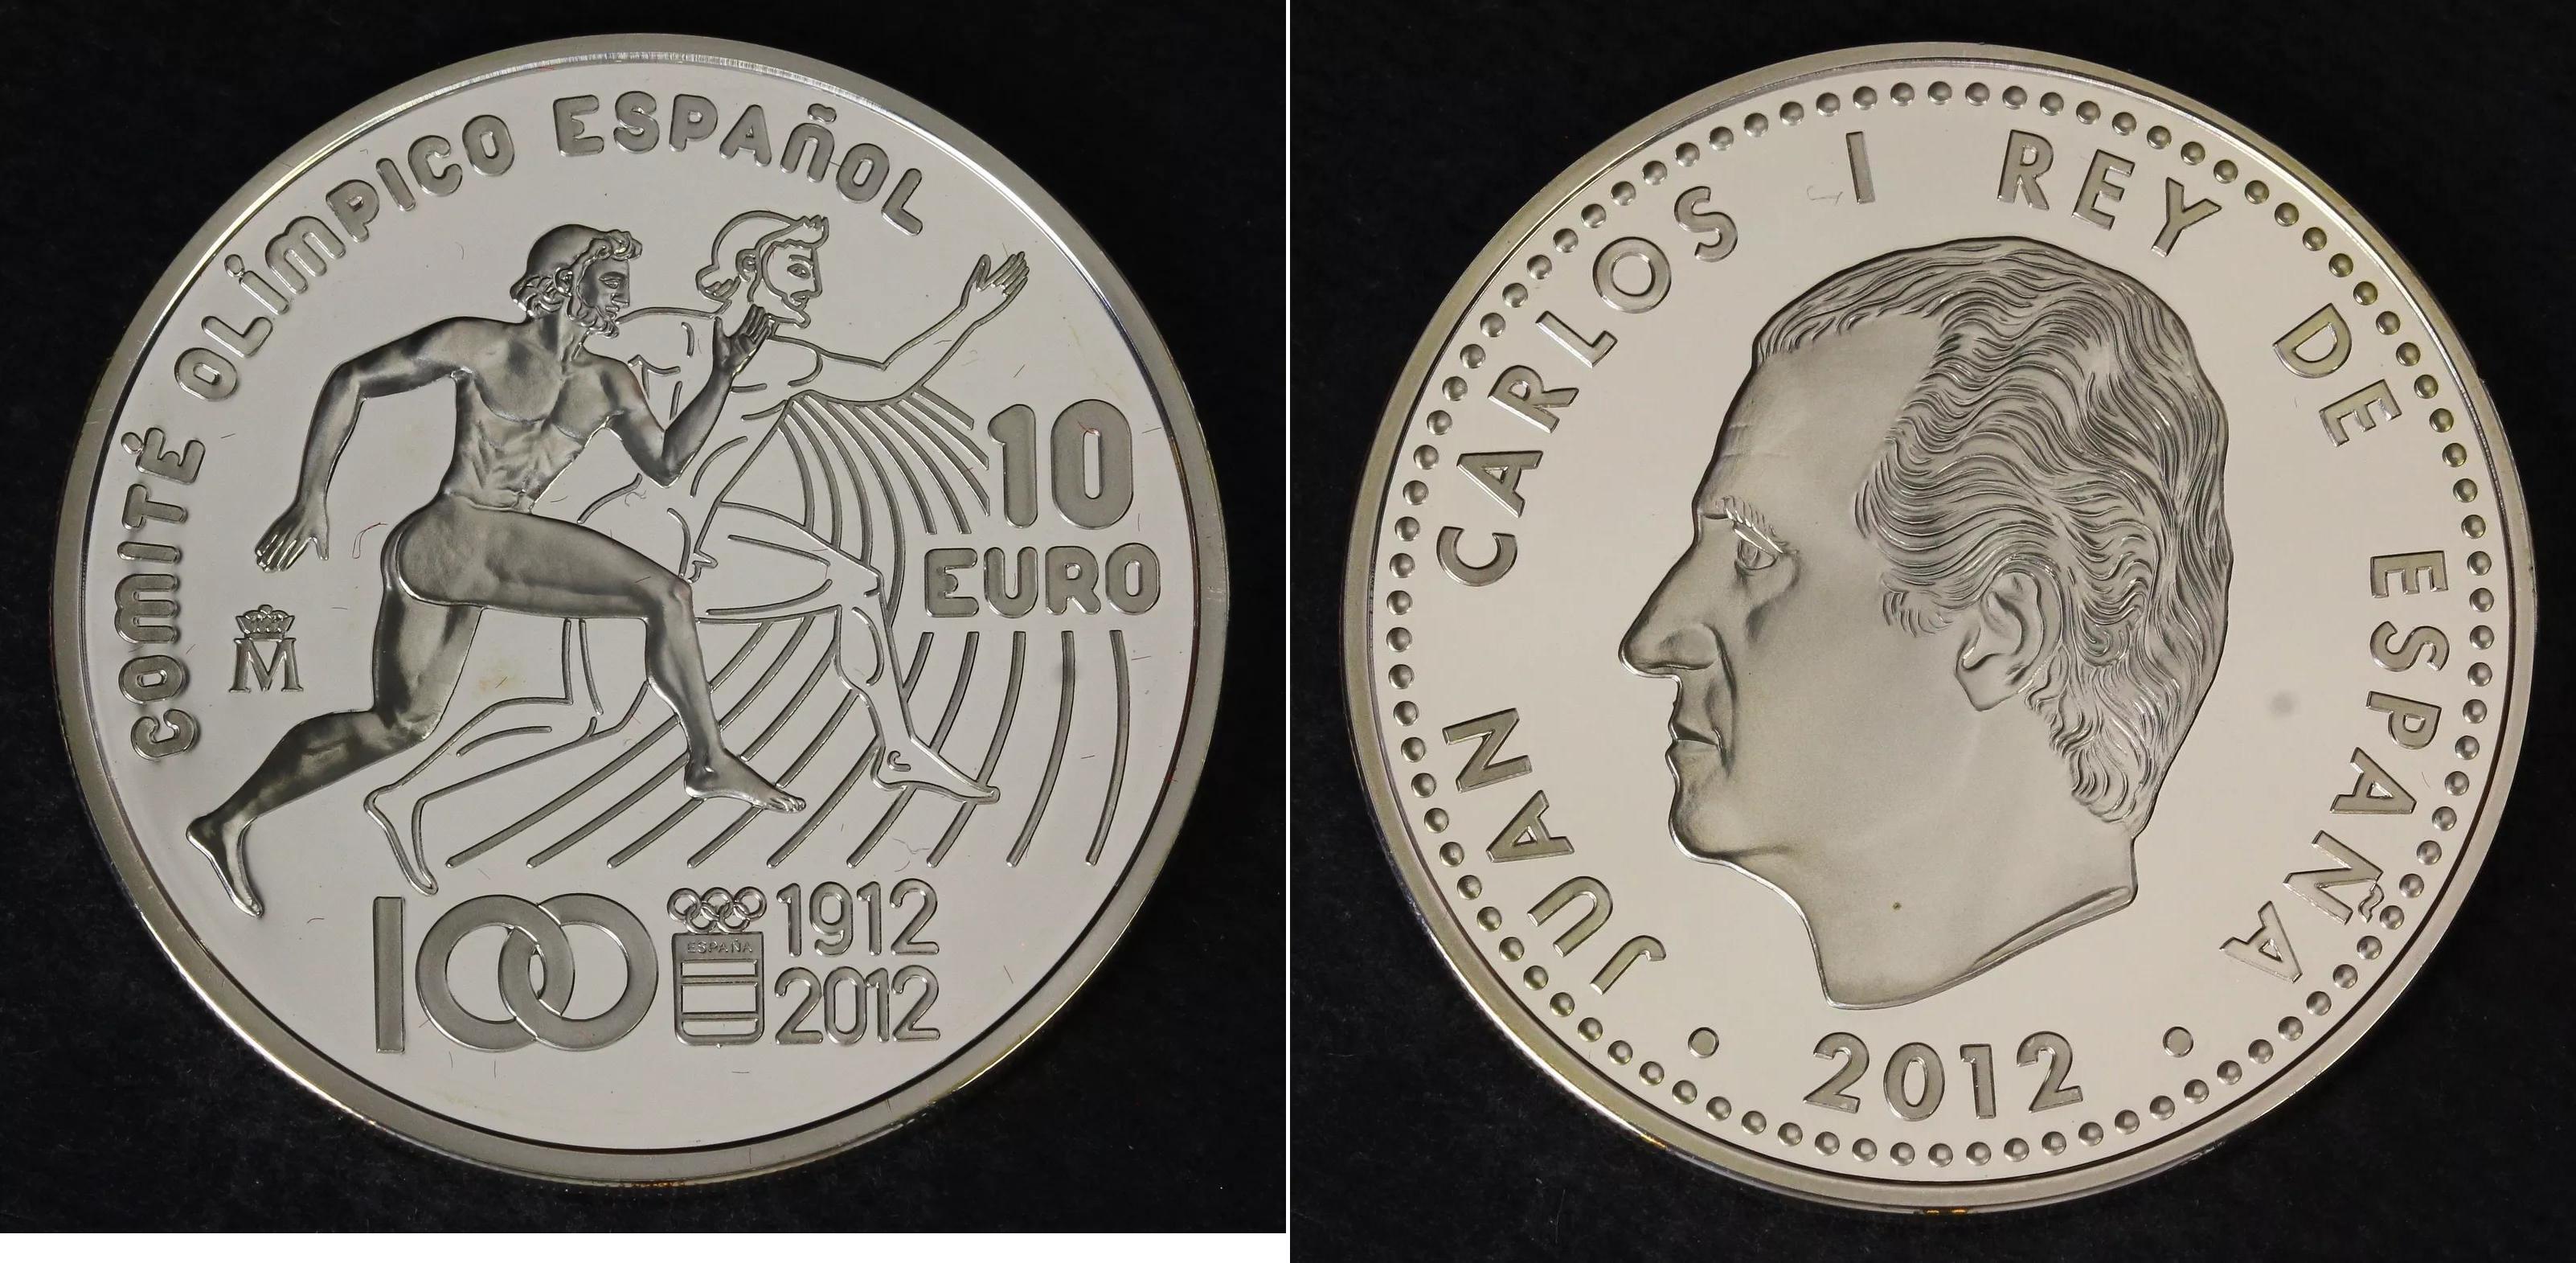 COMITÉ OLÍMPICO ESPAÑOL
10
EURO
M
100
ESPAÑA
1912
2012
JUAN CARLOS I REY DE ESPAÑA
• 2012 •